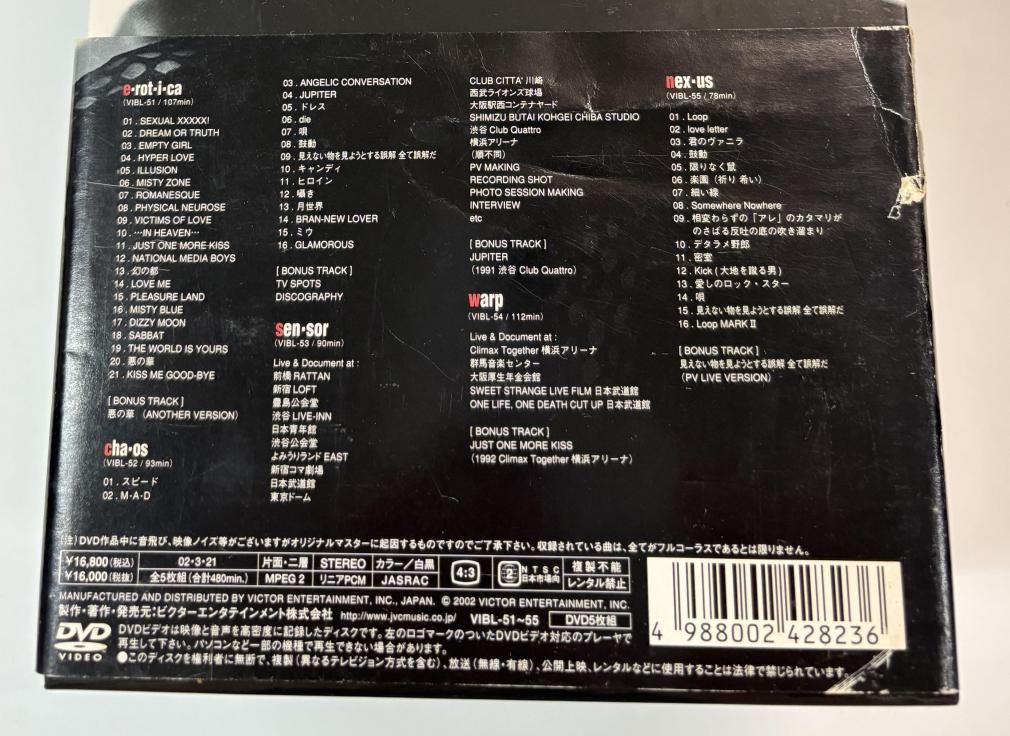 e·rot·i·ca
(VIBL-51 / 107min)
01 . SEXUAL XXXXX!
02 . DREAM OR TRUTH
03 . EMPTY GIRL
04 . HYPER LOVE
05 . ILLUSION
06 . MISTY ZONE
07 . ROMANESQUE
08 . PHYSICAL NEUROSE
09 . VICTIMS OF LOVE
10 . …IN HEAVEN…
11 . JUST ONE MORE KISS
12 . NATIONAL MEDIA BOYS
13 . 幻の都
14 . LOVE ME
15 . PLEASURE LAND
16 . MISTY BLUE
17 . DIZZY MOON
18 . SABBAT
19 . THE WORLD IS YOURS
20 . 悪の華
21 . KISS ME GOOD-BYE
[ BONUS TRACK ]
悪の華 (ANOTHER VERSION)
cha·os
(VIBL-52 / 93min)
01 . スピード
02 . M・A・D
03 . ANGELIC CONVERSATION
04 . JUPITER
05 . ドレス
06 . die
07 . 唄
08 . 鼓動
09 . 見えない物を見ようとする誤解 全て誤解だ
10 . キャンディ
11 . ヒロイン
12 . 囁き
13 . 月世界
14 . BRAN-NEW LOVER
15 . ミウ
16 . GLAMOROUS
[ BONUS TRACK ]
TV SPOTS
DISCOGRAPHY
sen·sor
(VIBL-53 / 90min)
Live & Document at :
前橋 RATTAN
新宿 LOFT
豊島公会堂
渋谷 LIVE-INN
日本青年館
渋谷公会堂
よみうりランド EAST
新宿コマ劇場
日本武道館
東京ドーム
CLUB CITTA' 川崎
西武ライオンズ球場
大阪駅西コンテナヤード
SHIMIZU BUTAI KOHGEI CHIBA STUDIO
渋谷 Club Quattro
横浜アリーナ
(順不同)
PV MAKING
RECORDING SHOT
PHOTO SESSION MAKING
INTERVIEW
etc
[ BONUS TRACK ]
JUPITER
(1991 渋谷 Club Quattro)
warp
(VIBL-54 / 112min)
Live & Document at :
Climax Together 横浜アリーナ
群馬音楽センター
大阪厚生年金会館
SWEET STRANGE LIVE FILM 日本武道館
ONE LIFE, ONE DEATH CUT UP 日本武道館
[ BONUS TRACK ]
JUST ONE MORE KISS
(1992 Climax Together 横浜アリーナ)
nex·us
(VIBL-55 / 78min)
01 . Loop
02 . love letter
03 . 君のヴァニラ
04 . 鼓動
05 . 限りなく鼠
06 . 楽園 (祈り 希い)
07 . 細い線
08 . Somewhere Nowhere
09 . 相変わらずの「アレ」のカタマリが
のさばる反吐の底の吹き溜まり
10 . デタラメ野郎
11 . 密室
12 . Kick ( 大地を蹴る男 )
13 . 愛しのロック・スター
14 . 唄
15 . 見えない物を見ようとする誤解 全て誤解だ
16 . Loop MARK II
[ BONUS TRACK ]
見えない物を見ようとする誤解 全て誤解だ
(PV LIVE VERSION)
(注) DVD作品中に音飛び、映像ノイズ等がございますがオリジナルマスターに起因するものですのでご了承下さい。収録されている曲は、全てがフルコーラスであるとは限りません。
¥16,800(税込) 02・3・21 片面・二層 STEREO カラー/白黒 4:3 2 NTSC 日本市場向 複製不能
¥16,000(税抜) 全5枚組 (合計480min.) MPEG 2 リニアPCM JASRAC レンタル禁止
MANUFACTURED AND DISTRIBUTED BY VICTOR ENTERTAINMENT, INC., JAPAN. © 2002 VICTOR ENTERTAINMENT, INC.
製作・著作・発売元:ビクターエンタテインメント株式会社 http://www.jvcmusic.co.jp/ VIBL-51~55 DVD5枚組
DVD VIDEO
DVDビデオは映像と音声を高密度に記録したディスクです。左のロゴマークのついたDVDビデオ対応のプレーヤで
再生して下さい。パソコンなど一部の機種で再生できない場合があります。
●このディスクを権利者に無断で、複製(異なるテレビジョン方式を含む)、放送(無線・有線)、公開上映、レンタルなどに使用することは法律で禁じられています。
4 988002 428236